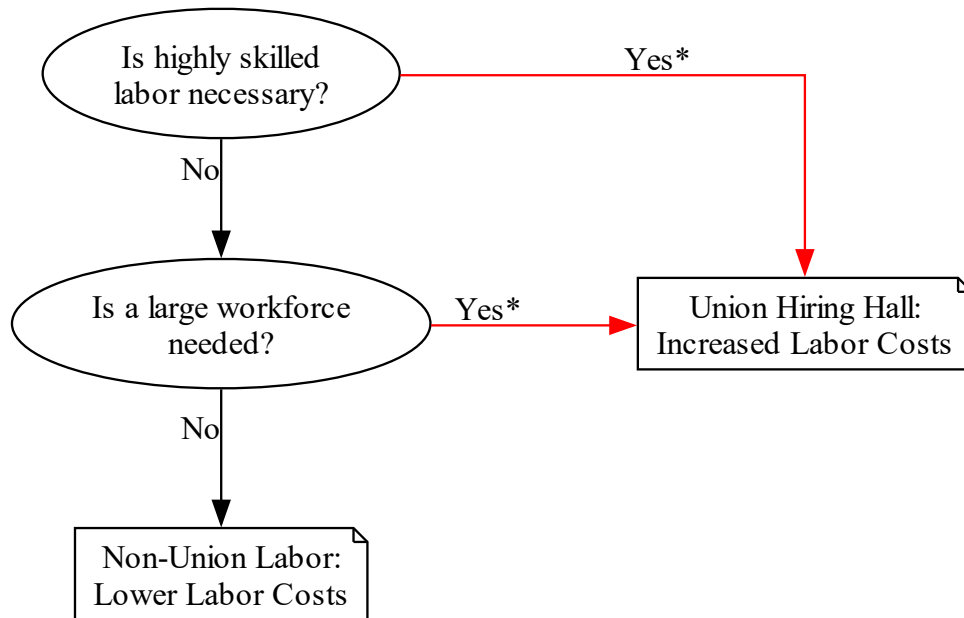 Is highly skilled
labor necessary?
Yes*
No
Is a large workforce
needed?
Yes*
Union Hiring Hall:
Increased Labor Costs
No
Non-Union Labor:
Lower Labor Costs